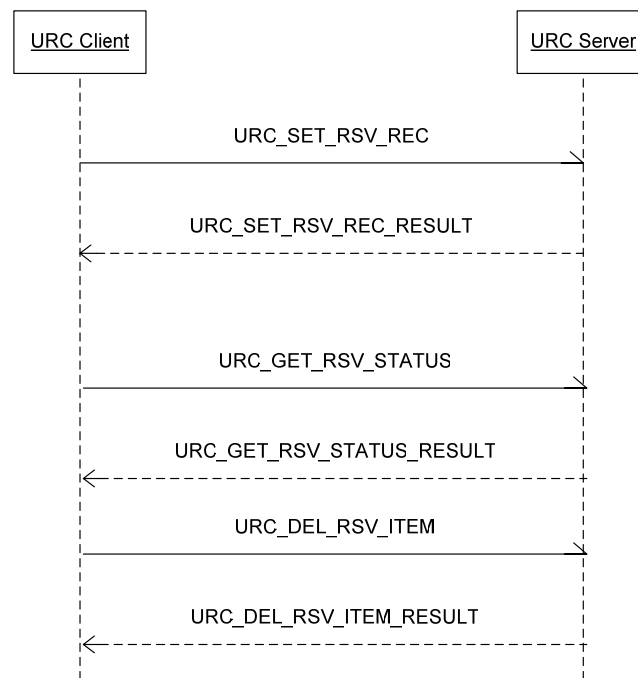 URC Client
URC Server
URC_SET_RSV_REC
URC_SET_RSV_REC_RESULT
URC_GET_RSV_STATUS
URC_GET_RSV_STATUS_RESULT
URC_DEL_RSV_ITEM
URC_DEL_RSV_ITEM_RESULT